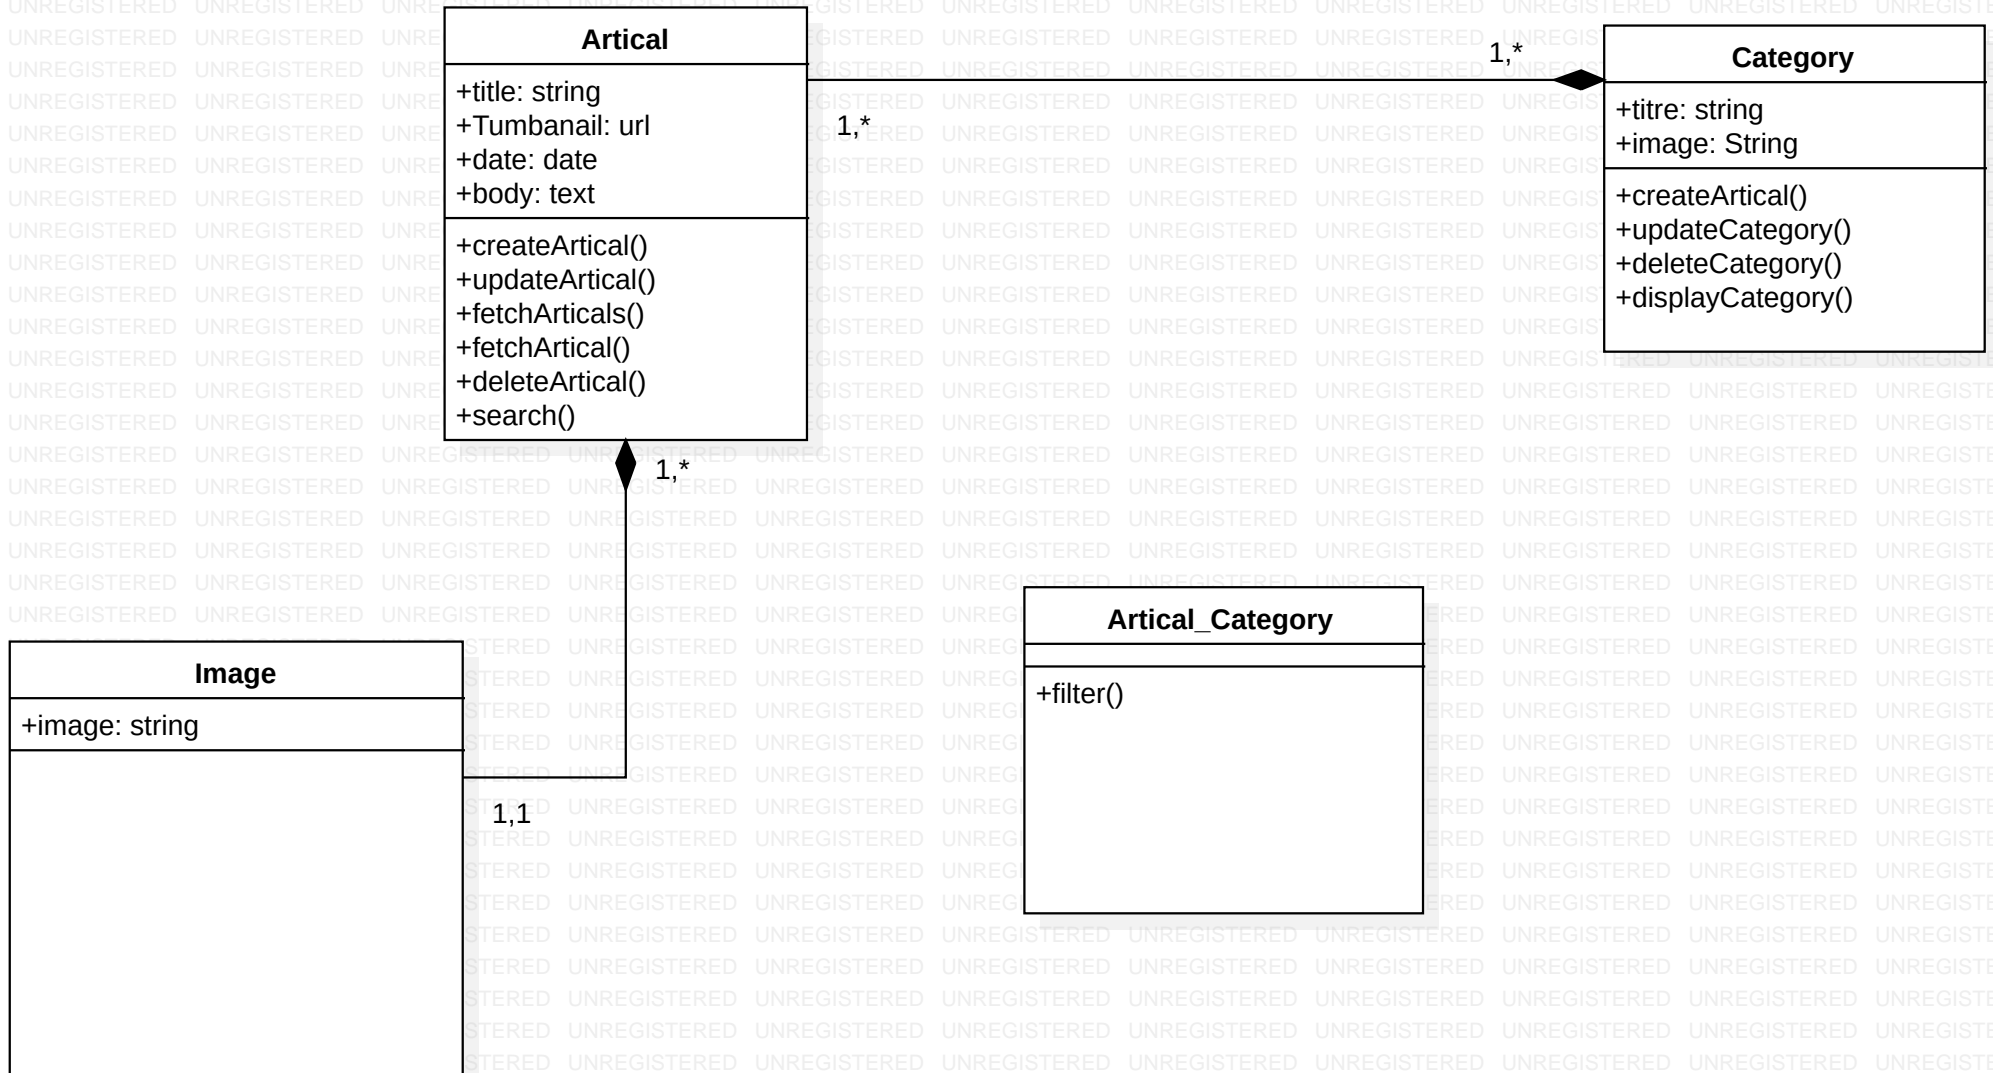 Artical
+title: string
+Tumbanail: url
+date: date
+body: text
+createArtical()
+updateArtical()
+fetchArticals()
+fetchArtical()
+deleteArtical()
+search()
1,*
1,*
Category
+titre: string
+image: String
+createArtical()
+updateCategory()
+deleteCategory()
+displayCategory()
1,*
1,1
Image
+image: string
Artical_Category
+filter()
UNREGISTERED